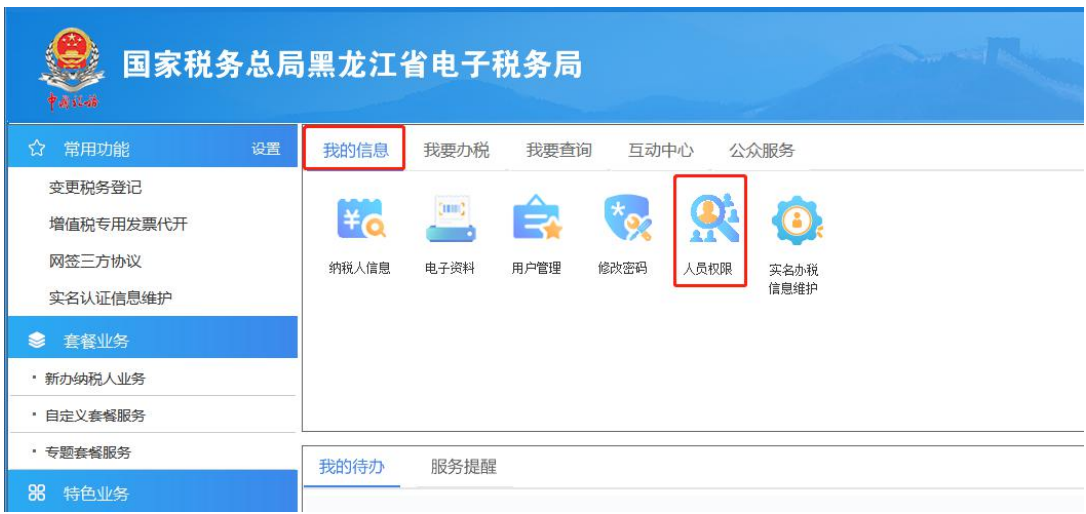 国家税务总局黑龙江省电子税务局
中国税务
常用功能 设置
我的信息 我要办税 我要查询 互动中心 公众服务
变更税务登记
增值税专用发票代开
网签三方协议
实名认证信息维护
纳税人信息 电子资料 用户管理 修改密码 人员权限 实名办税
信息维护
套餐业务
新办纳税人业务
自定义套餐服务
专题套餐服务
我的待办 服务提醒
特色业务